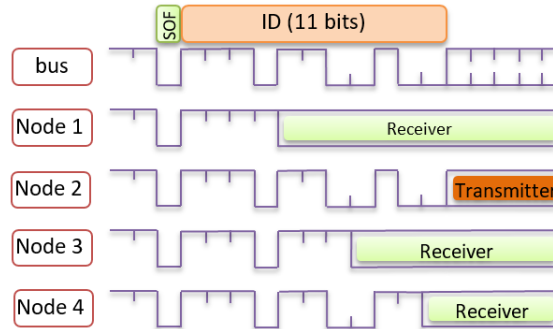 SOF
ID (11 bits)
bus
Node 1
Receiver
Node 2
Transmitter
Node 3
Receiver
Node 4
Receiver